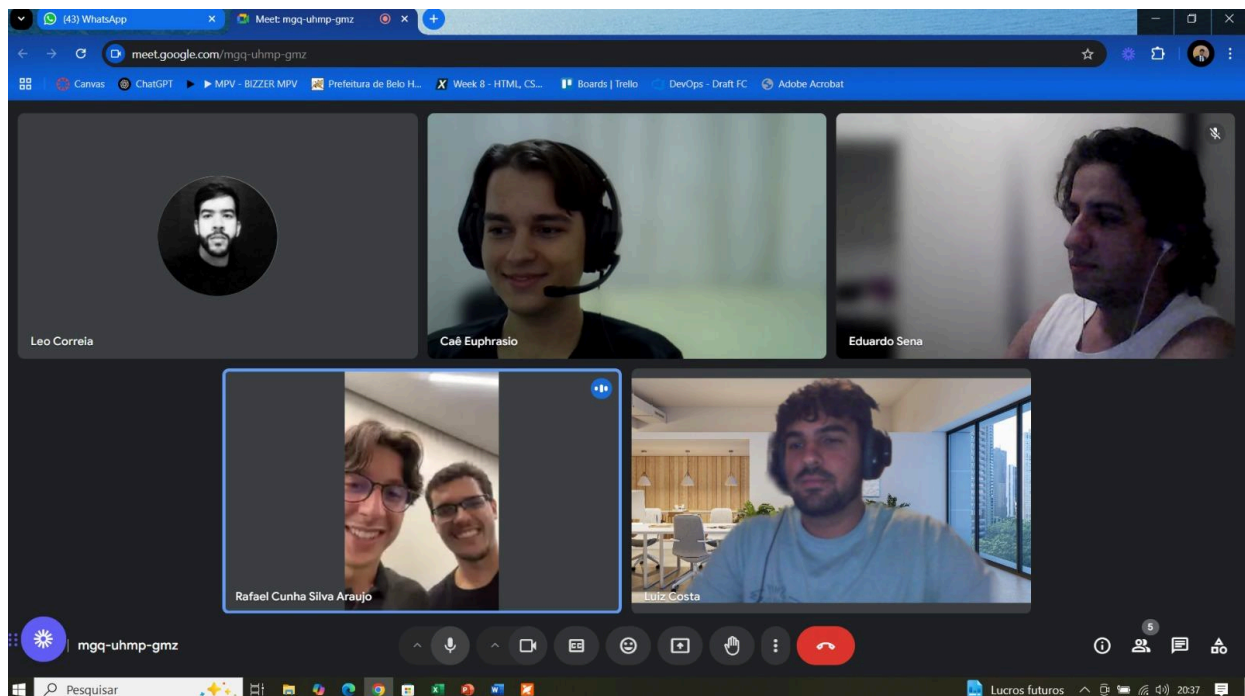 (43) WhatsApp
Meet: mgq-uhmp-gmz
meet.google.com/mgq-uhmp-gmz
Canvas
ChatGPT
MPV - BIZZER MPV
Prefeitura de Belo H...
Week 8 - HTML, CS...
Boards | Trello
DevOps - Draft FC
Adobe Acrobat
Leo Correia
Caê Euphrasio
Eduardo Sena
Rafael Cunha Silva Araujo
Luiz Costa
mgq-uhmp-gmz
CC
5
Pesquisar
Lucros futuros
20:37